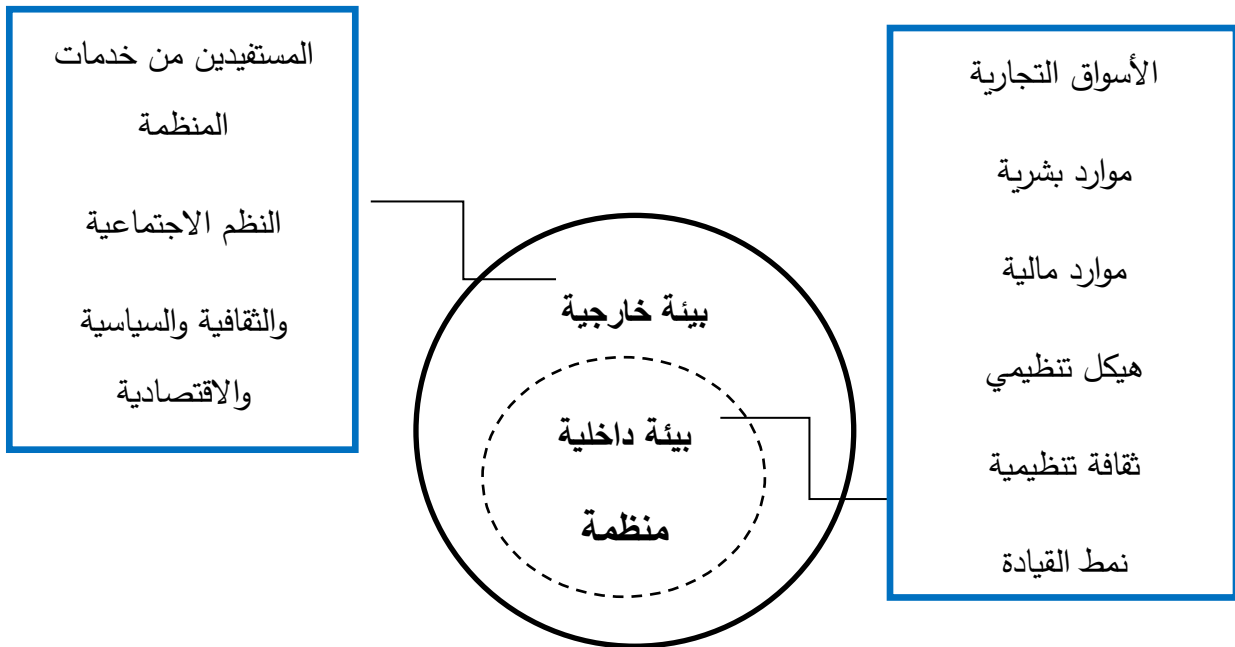 الأسواق التجارية
موارد بشرية
موارد مالية
هيكل تنظيمي
ثقافة تنظيمية
نمط القيادة
بيئة خارجية
بيئة داخلية
منظمة
المستفيدين من خدمات
المنظمة
النظم الاجتماعية
والثقافية والسياسية
والاقتصادية